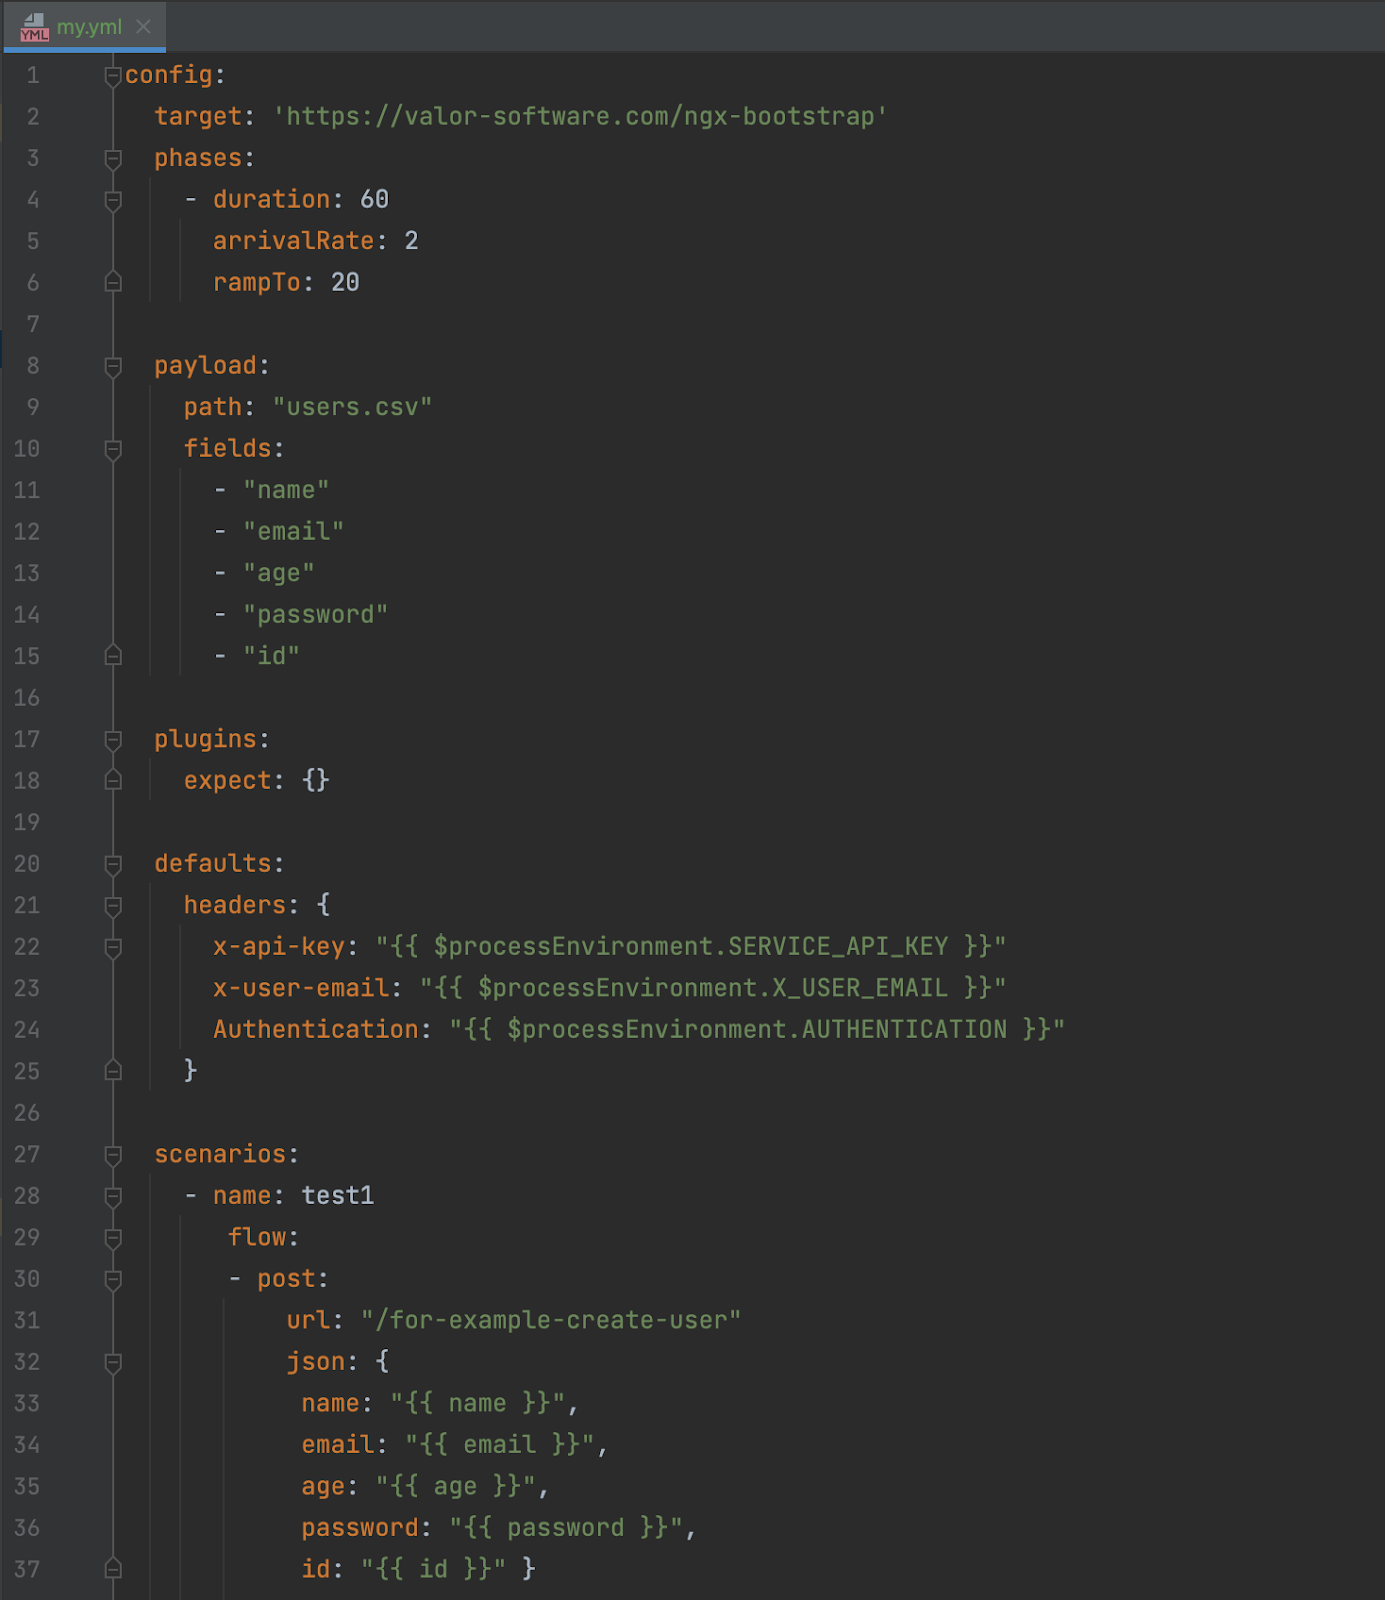 YML my.yml
1 config:
2   target: 'https://valor-software.com/ngx-bootstrap'
3   phases:
4     - duration: 60
5       arrivalRate: 2
6       rampTo: 20
7
8   payload:
9     path: "users.csv"
10     fields:
11       - "name"
12       - "email"
13       - "age"
14       - "password"
15       - "id"
16
17   plugins:
18     expect: {}
19
20   defaults:
21     headers: {
22       x-api-key: "{{ $processEnvironment.SERVICE_API_KEY }}"
23       x-user-email: "{{ $processEnvironment.X_USER_EMAIL }}"
24       Authentication: "{{ $processEnvironment.AUTHENTICATION }}"
25     }
26
27   scenarios:
28     - name: test1
29        flow:
30        - post:
31            url: "/for-example-create-user"
32            json: {
33             name: "{{ name }}",
34             email: "{{ email }}",
35             age: "{{ age }}",
36             password: "{{ password }}",
37             id: "{{ id }}" }